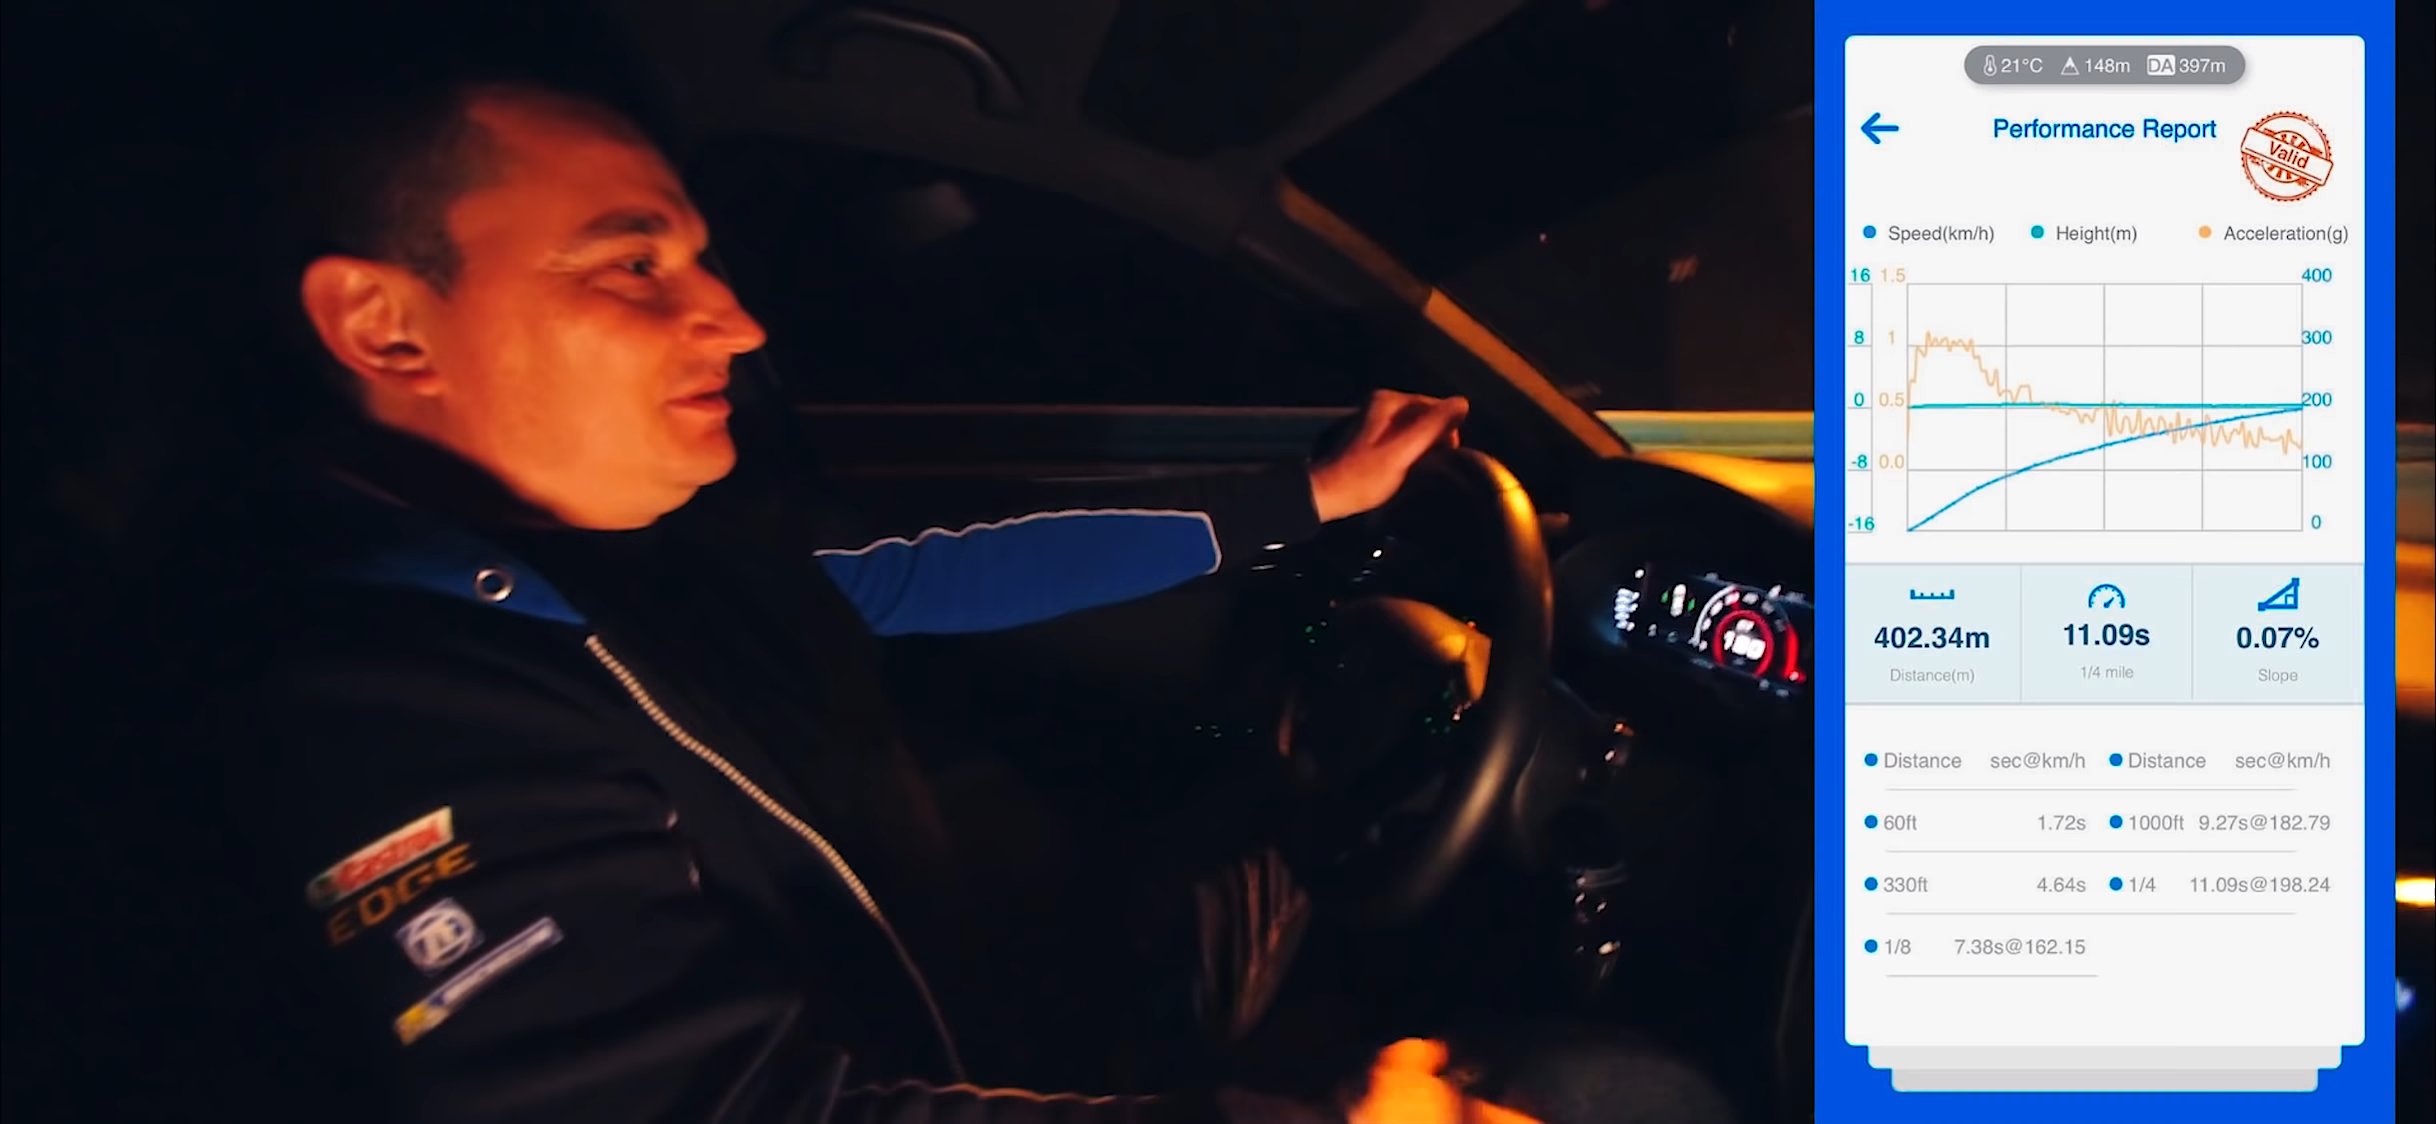 21°C 148m DA 397m
Performance Report
Valid
Speed(km/h) Height(m) Acceleration(g)
16 1.5 400
8 1 300
0 0.5 200
-8 0.0 100
-16 0
402.34m 11.09s 0.07%
Distance(m) 1/4 mile Slope
Distance sec@km/h Distance sec@km/h
60ft 1.72s 1000ft 9.27s@182.79
330ft 4.64s 1/4 11.09s@198.24
1/8 7.38s@162.15
Castrol
EDGE
ZF